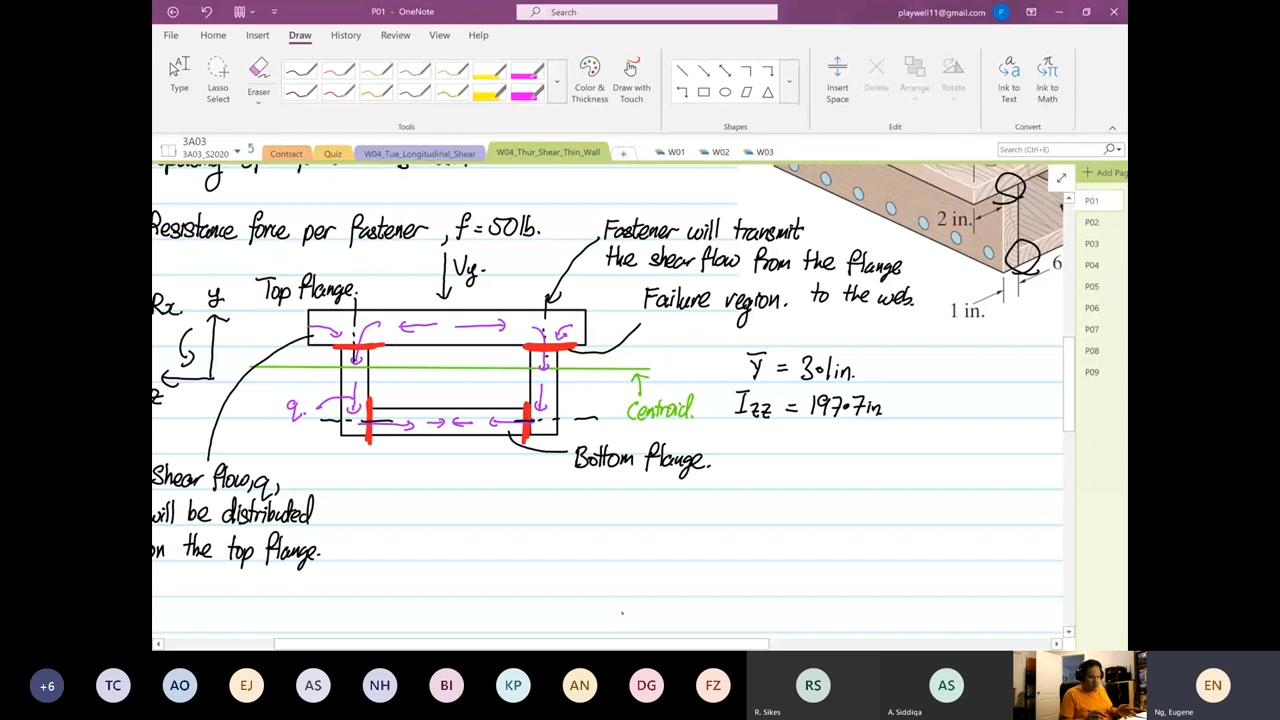 P01 - OneNote
Search
playwell11@gmail.com
P
File Home Insert Draw History Review View Help
Type
Lasso Select
Eraser
Color & Thickness
Draw with Touch
Insert Space
Delete
Arrange
Rotate
Ink to Text
Ink to Math
Tools
Shapes
Edit
Convert
3A03
3A03_S2020
5
Contract
Quiz
W04_Tue_Longitudinal_Shear
W04_Thur_Shear_Thin_Wall
W01
W02
W03
Search (Ctrl+E)
Add Pag
P01
P02
P03
P04
P05
P06
P07
P08
P09
Resistance force per fastener, f = 50lb.
Fastener will transmit
the shear flow from the flange
to the web.
Failure region.
Vy.
Top flange.
Rx.
y
z
q.
Centroid.
Bottom flange.
Shear flow, q,
will be distributed
on the top flange.
2 in.
6
1 in.
Y̅ = 3.01in.
Izz = 197.7in
+6
TC
AO
EJ
AS
NH
BI
KP
AN
DG
FZ
RS
R. Sikes
AS
A. Siddiqa
EN
Ng, Eugene